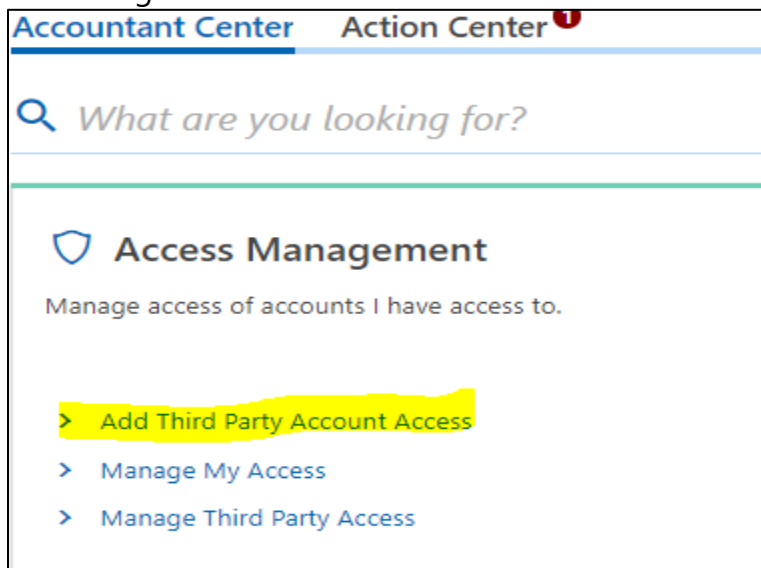 Accountant Center Action Center 1
What are you looking for?
Access Management
Manage access of accounts I have access to.
> Add Third Party Account Access
> Manage My Access
> Manage Third Party Access